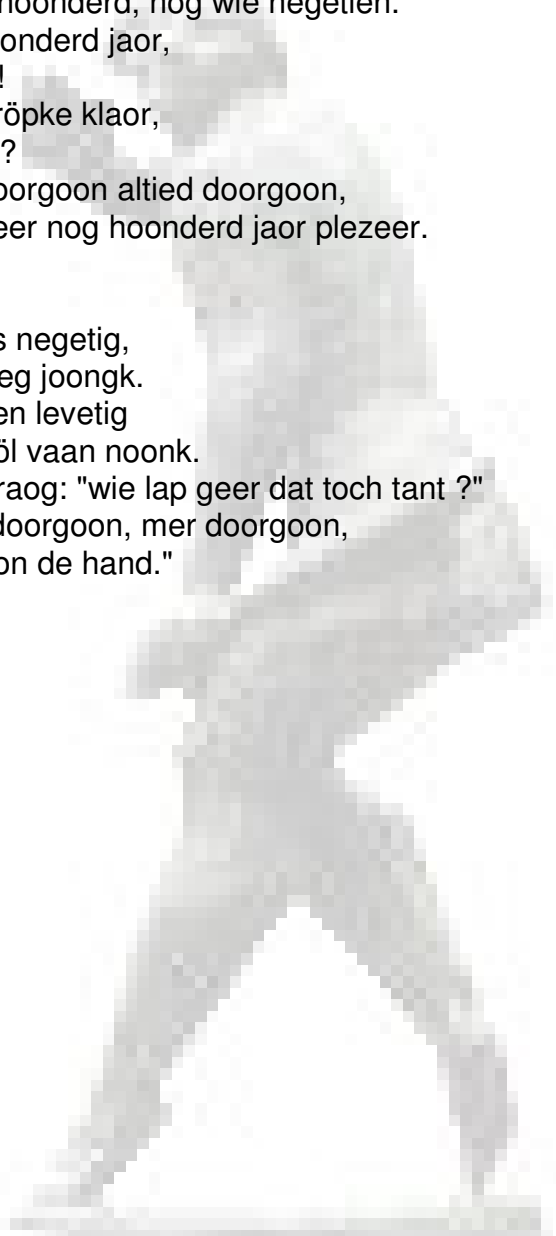 hoonderd, nog wie negetien.
onderd jaor,
!
röpke klaor,
?
oorgoon altied doorgoon,
eer nog hoonderd jaor plezeer.
s negetig,
eg joongk.
en levetig
öl vaan noonk.
raog: "wie lap geer dat toch tant ?"
doorgoon, mer doorgoon,
on de hand."